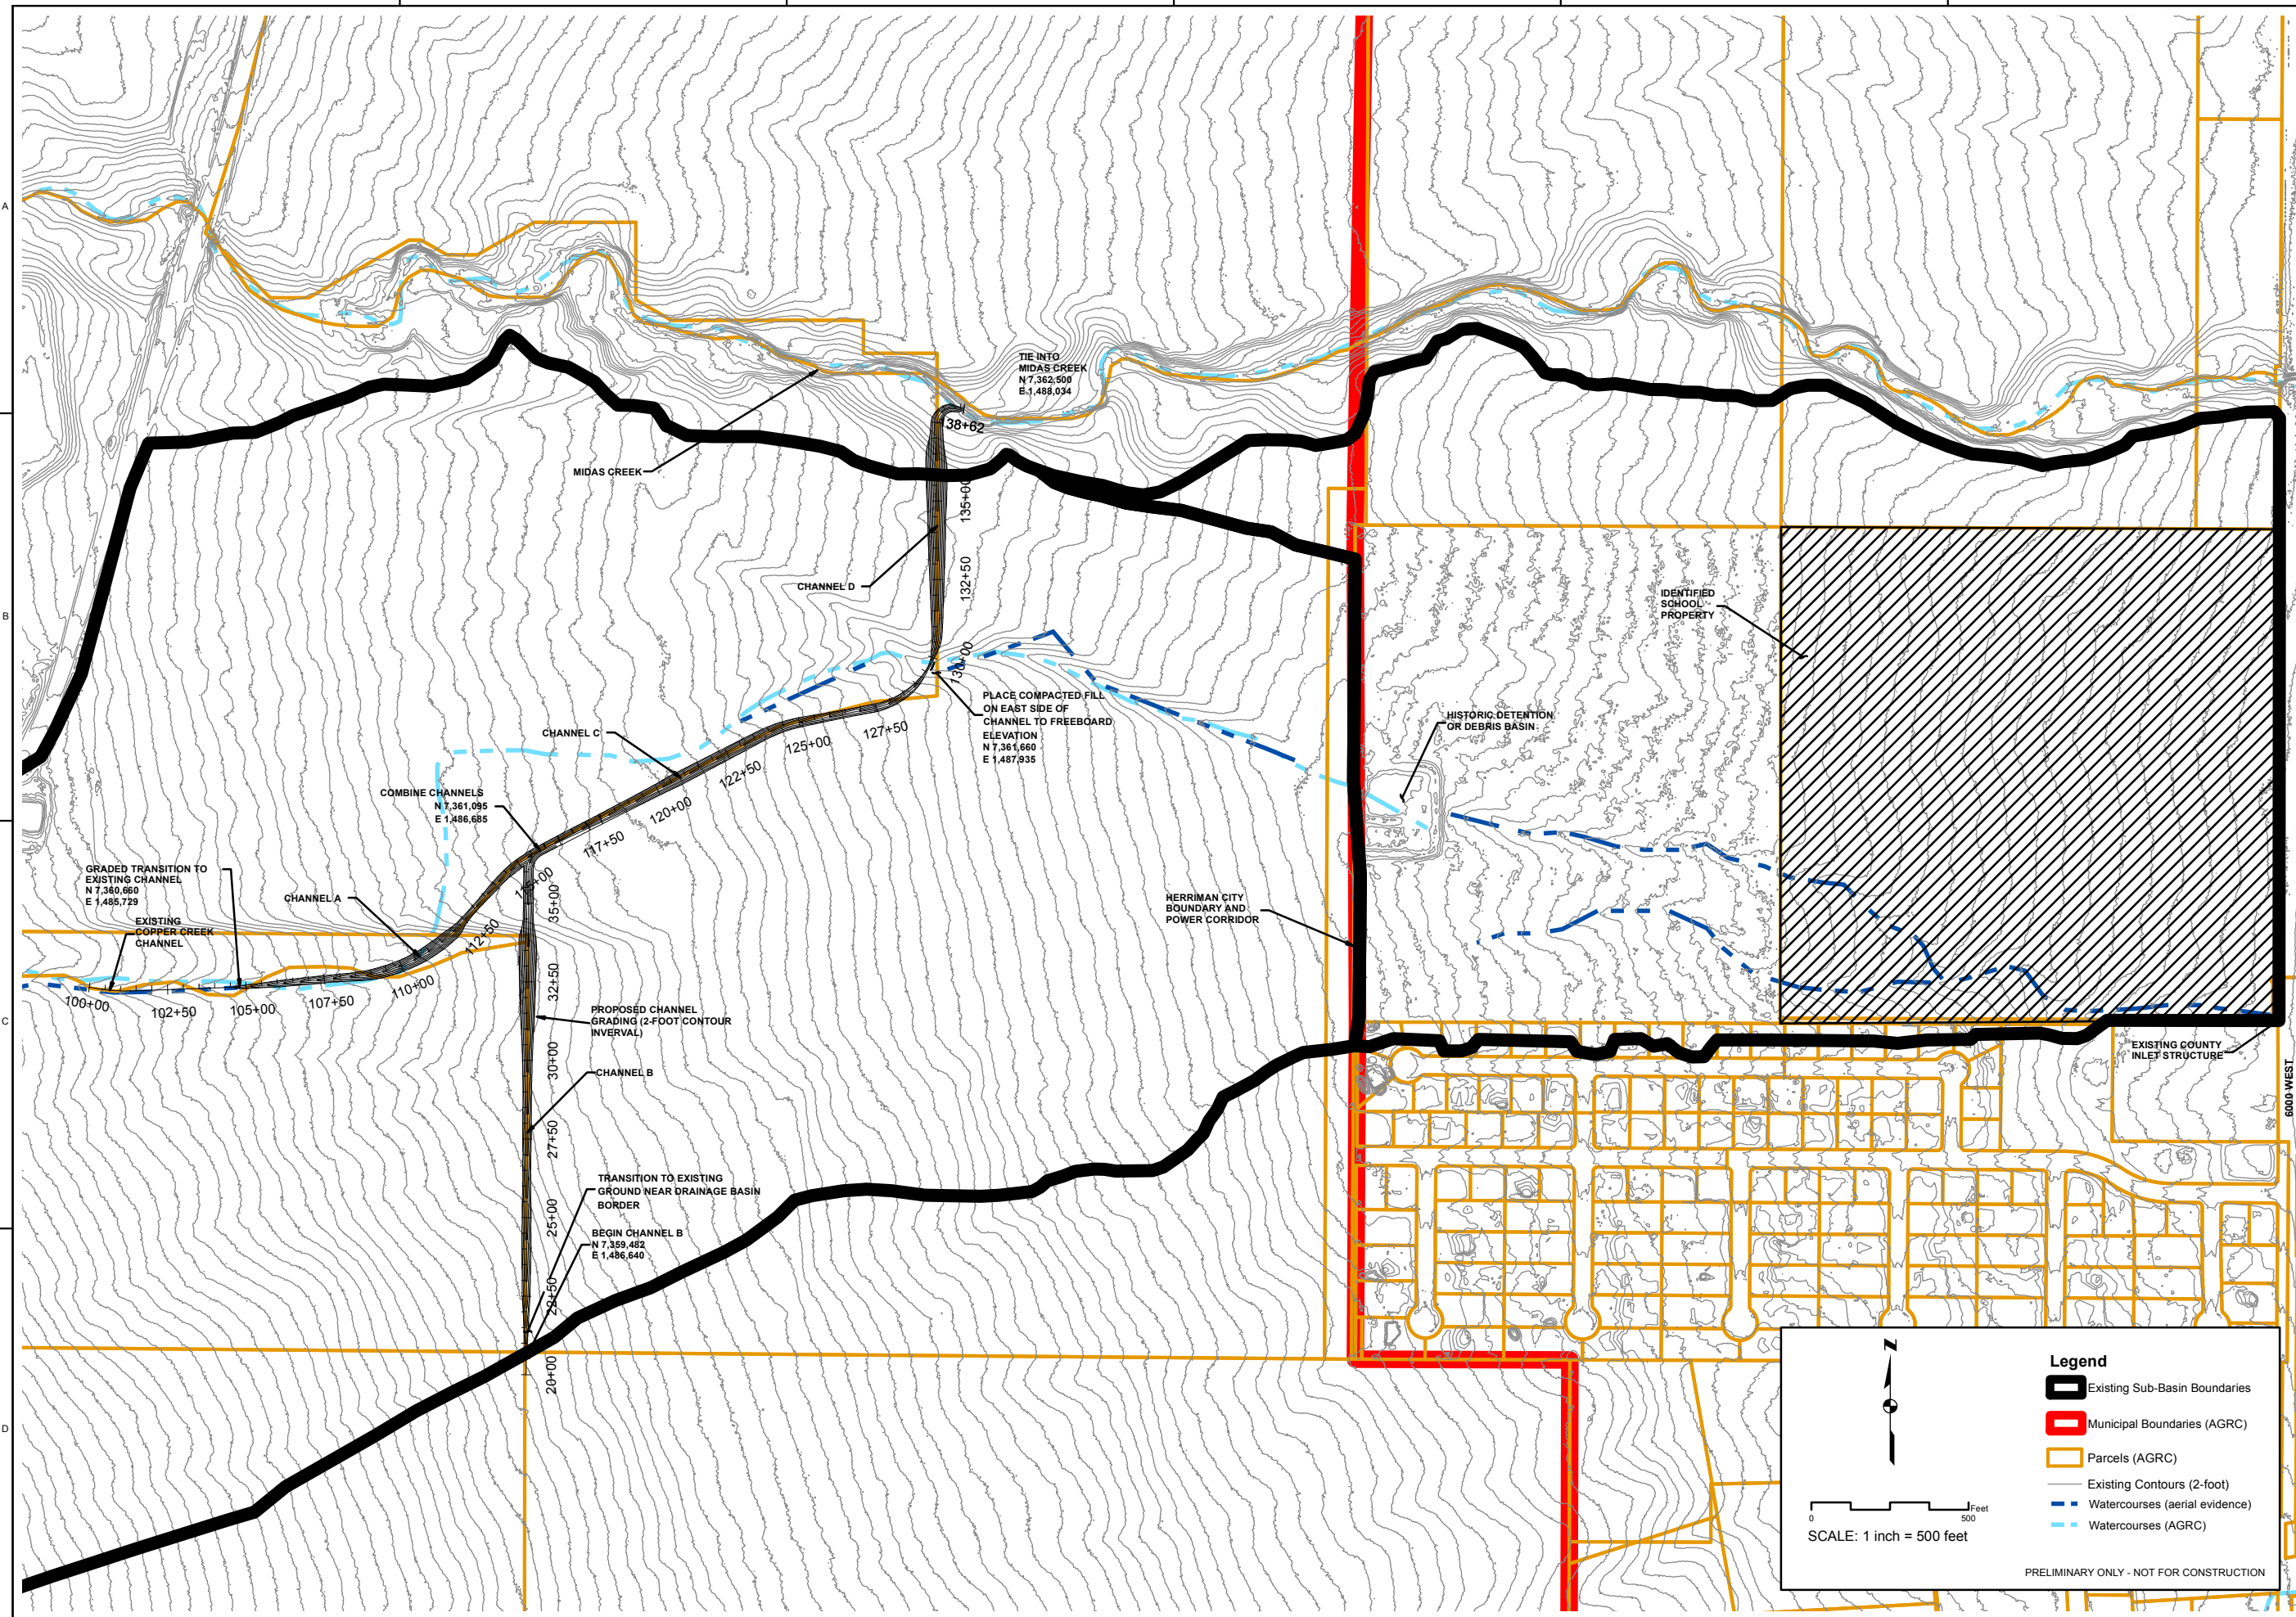 A
B
C
D
TIE INTO
MIDAS CREEK
N 7,362,500
E 1,488,034
138+62
MIDAS CREEK
135+00
CHANNEL D
132+50
130+00
IDENTIFIED
SCHOOL
PROPERTY
PLACE COMPACTED FILL
ON EAST SIDE OF
CHANNEL TO FREEBOARD
ELEVATION
N 7,361,660
E 1,487,935
HISTORIC DETENTION
OR DEBRIS BASIN
CHANNEL C
127+50
125+00
122+50
120+00
117+50
115+00
COMBINE CHANNELS
N 7,361,095
E 1,486,685
GRADED TRANSITION TO
EXISTING CHANNEL
N 7,360,660
E 1,485,729
EXISTING
COPPER CREEK
CHANNEL
CHANNEL A
112+50
110+00
107+50
105+00
102+50
100+00
HERRIMAN CITY
BOUNDARY AND
POWER CORRIDOR
35+00
32+50
PROPOSED CHANNEL
GRADING (2-FOOT CONTOUR
INVERVAL)
30+00
CHANNEL B
27+50
EXISTING COUNTY
INLET STRUCTURE
6000 WEST
TRANSITION TO EXISTING
GROUND NEAR DRAINAGE BASIN
BORDER
25+00
BEGIN CHANNEL B
N 7,359,482
E 1,486,640
22+50
20+00
N
Legend
Existing Sub-Basin Boundaries
Municipal Boundaries (AGRC)
Parcels (AGRC)
Existing Contours (2-foot)
Watercourses (aerial evidence)
Watercourses (AGRC)
Feet
0 500
SCALE: 1 inch = 500 feet
PRELIMINARY ONLY - NOT FOR CONSTRUCTION